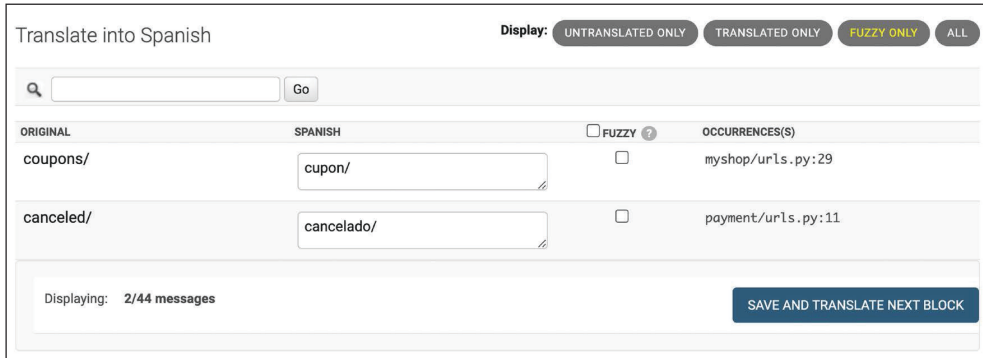 Translate into Spanish
Display: UNTRANSLATED ONLY TRANSLATED ONLY FUZZY ONLY ALL
Go
ORIGINAL SPANISH FUZZY ? OCCURRENCES(S)
coupons/ cupon/ myshop/urls.py:29
canceled/ cancelado/ payment/urls.py:11
Displaying: 2/44 messages SAVE AND TRANSLATE NEXT BLOCK